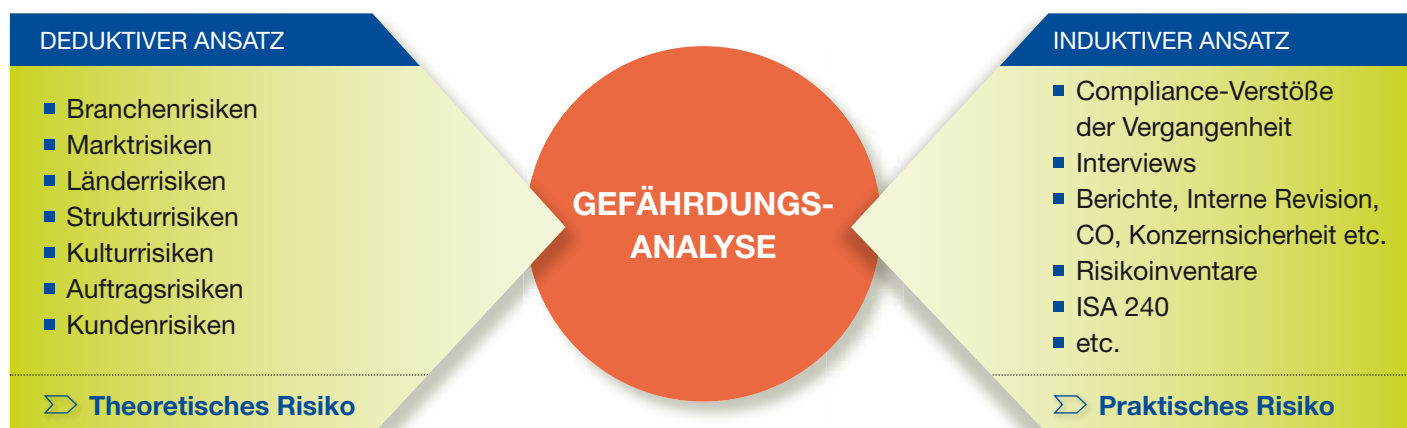 DEDUKTIVER ANSATZ
Branchenrisiken
Marktrisiken
Länderrisiken
Strukturrisiken
Kulturrisiken
Auftragsrisiken
Kundenrisiken
Theoretisches Risiko
GEFÄHRDUNGS-
ANALYSE
INDUKTIVER ANSATZ
Compliance-Verstöße
der Vergangenheit
Interviews
Berichte, Interne Revision,
CO, Konzernsicherheit etc.
Risikoinventare
ISA 240
etc.
Praktisches Risiko